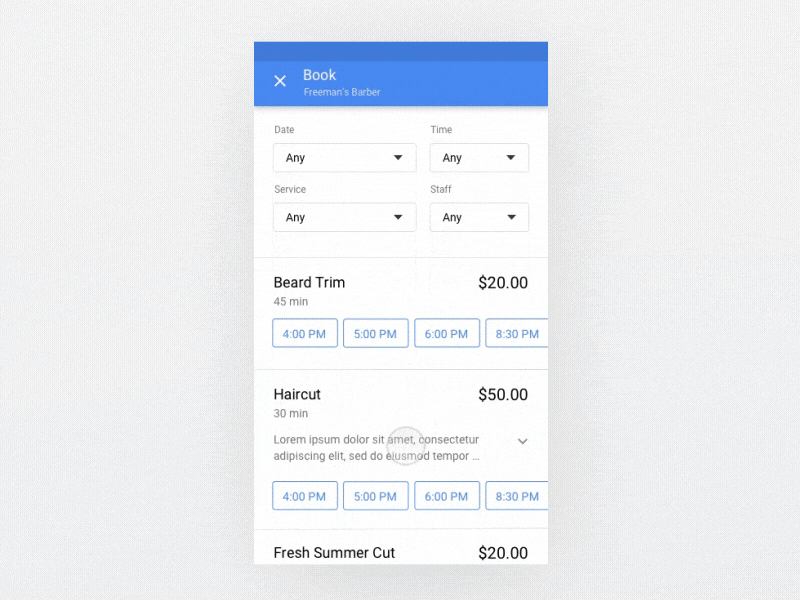 Book
Freeman's Barber
Date Time
Any Any
Service Staff
Any Any
Beard Trim $20.00
45 min
4:00 PM 5:00 PM 6:00 PM 8:30 PM
Haircut $50.00
30 min
Lorem ipsum dolor sit amet, consectetur
adipiscing elit, sed do eiusmod tempor ...
4:00 PM 5:00 PM 6:00 PM 8:30 PM
Fresh Summer Cut $20.00